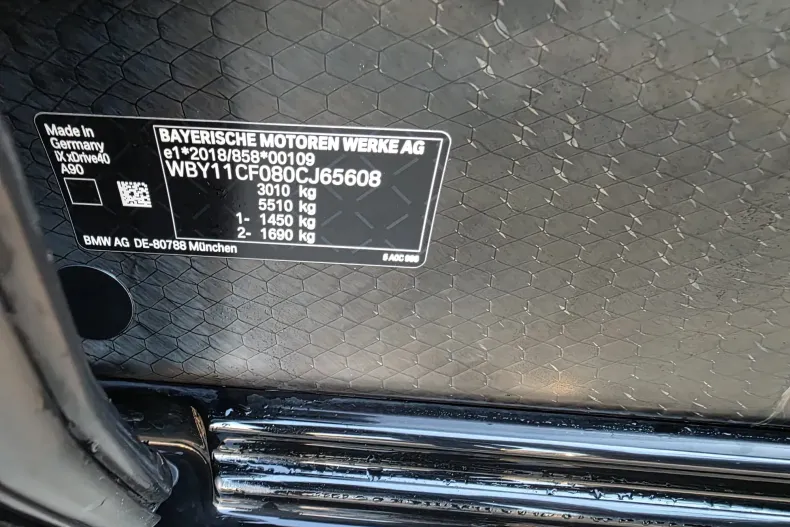 Made in
Germany
iX xDrive40
A90
BAYERISCHE MOTOREN WERKE AG
e1*2018/858*00109
WBY11CF080CJ65608
3010 kg
5510 kg
1- 1450 kg
2- 1690 kg
BMW AG DE-80788 München